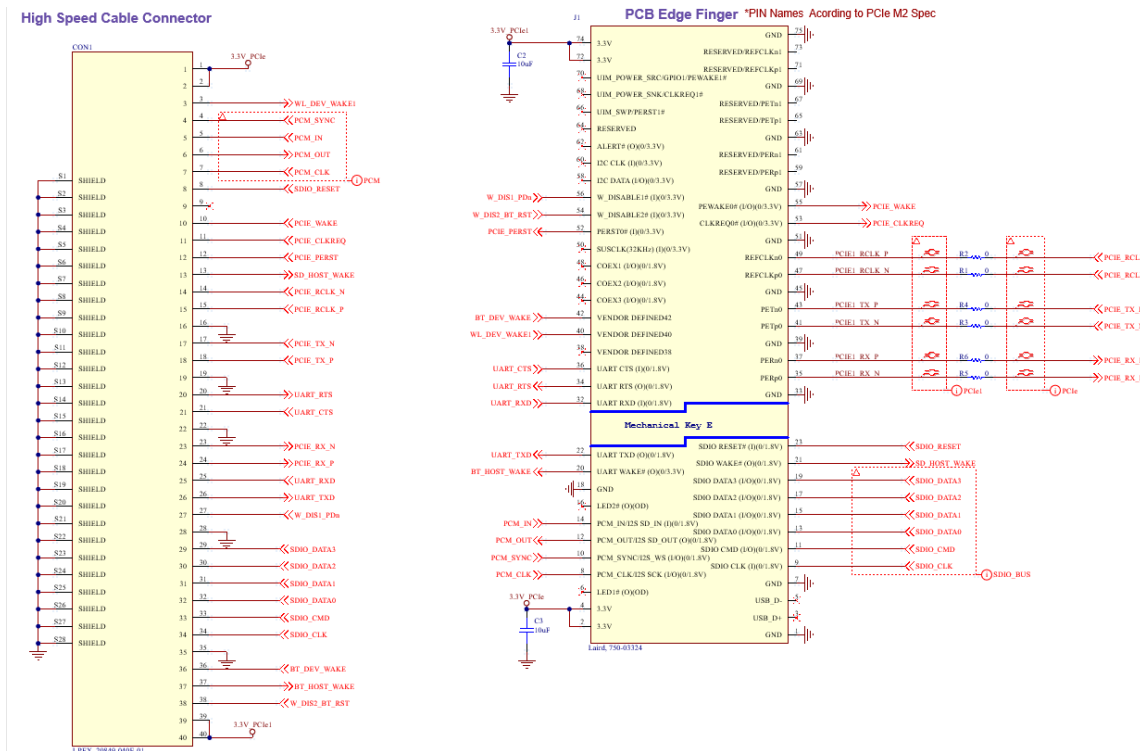 High Speed Cable Connector
CON1
3.3V_PCIe
1
2
3 WL_DEV_WAKE1
4 PCM_SYNC
5 PCM_IN
6 PCM_OUT
7 PCM_CLK
PCM
8 SDIO_RESET
9
10 PCIE_WAKE
11 PCIE_CLKREQ
12 PCIE_PERST
13 SD_HOST_WAKE
14 PCIE_RCLK_N
15 PCIE_RCLK_P
16
17 PCIE_TX_N
18 PCIE_TX_P
19
20 UART_RTS
21 UART_CTS
22
23 PCIE_RX_N
24 PCIE_RX_P
25 UART_RXD
26 UART_TXD
27 W_DIS1_PDn
28
29 SDIO_DATA3
30 SDIO_DATA2
31 SDIO_DATA1
32 SDIO_DATA0
33 SDIO_CMD
34 SDIO_CLK
35
36 BT_DEV_WAKE
37 BT_HOST_WAKE
38 W_DIS2_BT_RST
39
40
3.3V_PCIe1
S1 SHIELD
S2 SHIELD
S3 SHIELD
S4 SHIELD
S5 SHIELD
S6 SHIELD
S7 SHIELD
S8 SHIELD
S9 SHIELD
S10 SHIELD
S11 SHIELD
S12 SHIELD
S13 SHIELD
S14 SHIELD
S15 SHIELD
S16 SHIELD
S17 SHIELD
S18 SHIELD
S19 SHIELD
S20 SHIELD
S21 SHIELD
S22 SHIELD
S23 SHIELD
S24 SHIELD
S25 SHIELD
S26 SHIELD
S27 SHIELD
S28 SHIELD
PCB Edge Finger *PIN Names Acording to PCIe M2 Spec
J1
3.3V_PCIe1
C2
10uF
74 3.3V
72 3.3V
70 UIM_POWER_SRC/GPIO1/PEWAKE1#
68 UIM_POWER_SNK/CLKREQ1#
66 UIM_SWP/PERST1#
64 RESERVED
62 ALERT# (O)(0/3.3V)
60 I2C CLK (I)(0/3.3V)
58 I2C DATA (I/O)(0/3.3V)
W_DIS1_PDn 56 W_DISABLE1# (I)(0/3.3V)
W_DIS2_BT_RST 54 W_DISABLE2# (I)(0/3.3V)
PCIE_PERST 52 PERST0# (I)(0/3.3V)
50 SUSCLK(32KHz) (I)(0/3.3V)
48 COEX1 (I/O)(0/1.8V)
46 COEX2 (I/O)(0/1.8V)
44 COEX3 (I/O)(0/1.8V)
BT_DEV_WAKE 42 VENDOR DEFINED42
WL_DEV_WAKE1 40 VENDOR DEFINED40
38 VENDOR DEFINED38
UART_CTS 36 UART CTS (I)(0/1.8V)
UART_RTS 34 UART RTS (O)(0/1.8V)
UART_RXD 32 UART RXD (I)(0/1.8V)
Mechanical Key E
UART_TXD 22 UART TXD (O)(0/1.8V)
BT_HOST_WAKE 20 UART WAKE# (O)(0/3.3V)
18 GND
16 LED2# (O)(OD)
PCM_IN 14 PCM_IN/I2S SD_IN (I)(0/1.8V)
PCM_OUT 12 PCM_OUT/I2S SD_OUT (O)(0/1.8V)
PCM_SYNC 10 PCM_SYNC/I2S_WS (I/O)(0/1.8V)
PCM_CLK 8 PCM_CLK/I2S SCK (I/O)(0/1.8V)
6 LED1# (O)(OD)
3.3V_PCIe
C3
10uF
4 3.3V
2 3.3V
Laird, 750-03324
GND 75
RESERVED/REFCLKn1 73
RESERVED/REFCLKp1 71
GND 69
RESERVED/PETn1 67
RESERVED/PETp1 65
GND 63
RESERVED/PERn1 61
RESERVED/PERp1 59
GND 57
PEWAKE0# (I/O)(0/3.3V) 55 PCIE_WAKE
CLKREQ0# (I/O)(0/3.3V) 53 PCIE_CLKREQ
GND 51
REFCLKn0 49 PCIE1_RCLK_P R2 0
REFCLKp0 47 PCIE1_RCLK_N R1 0
GND 45
PETn0 43 PCIE1_TX_P R4 0
PETp0 41 PCIE1_TX_N R3 0
GND 39
PERn0 37 PCIE1_RX_P R6 0
PERp0 35 PCIE1_RX_N R5 0
GND 33
PCIe1
PCIe
SDIO RESET# (I)(0/1.8V) 23 SDIO_RESET
SDIO WAKE# (O)(0/1.8V) 21 SD_HOST_WAKE
SDIO DATA3 (I/O)(0/1.8V) 19 SDIO_DATA3
SDIO DATA2 (I/O)(0/1.8V) 17 SDIO_DATA2
SDIO DATA1 (I/O)(0/1.8V) 15 SDIO_DATA1
SDIO DATA0 (I/O)(0/1.8V) 13 SDIO_DATA0
SDIO CMD (I/O)(0/1.8V) 11 SDIO_CMD
SDIO CLK (I)(0/1.8V) 9 SDIO_CLK
SDIO_BUS
GND 7
USB_D- 5
USB_D+ 3
GND 1